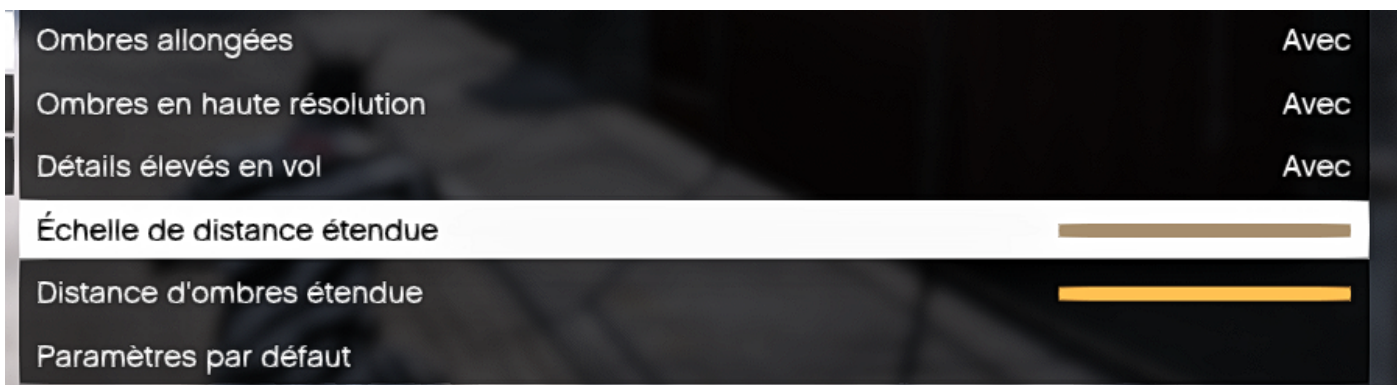 Ombres allongées Avec
Ombres en haute résolution Avec
Détails élevés en vol Avec
Échelle de distance étendue
Distance d'ombres étendue
Paramètres par défaut